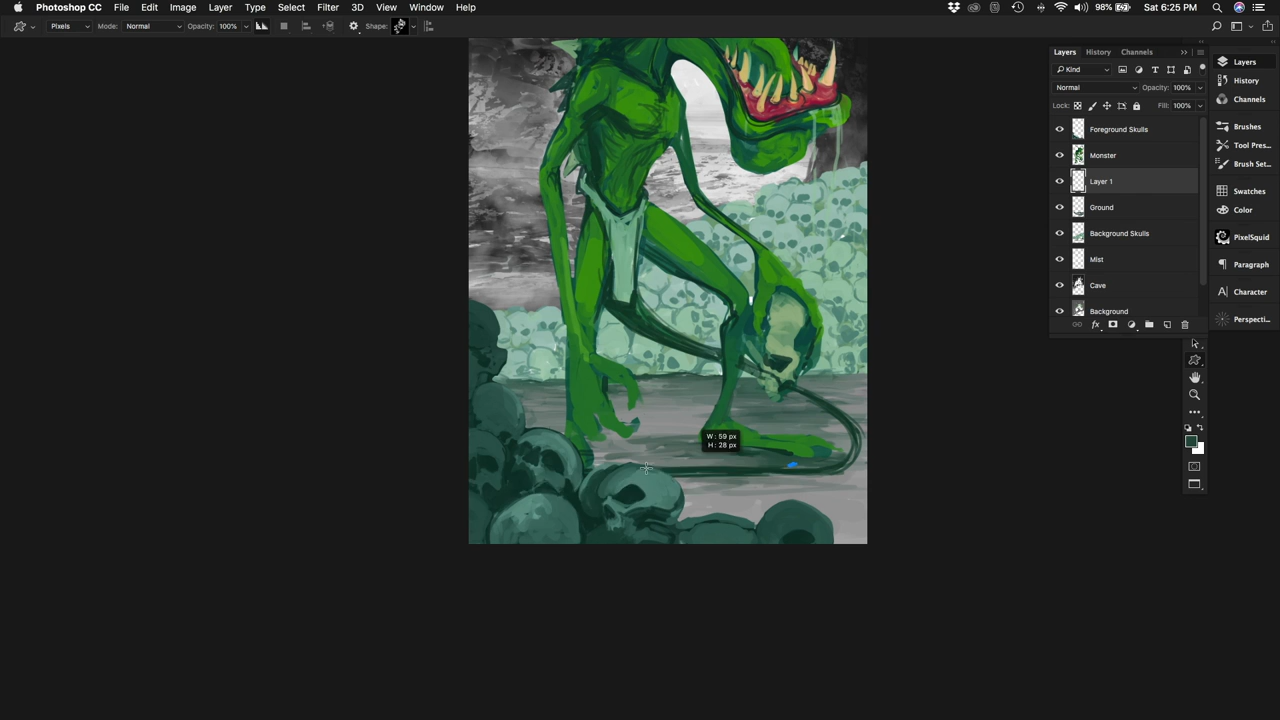 Photoshop CC File Edit Image Layer Type Select Filter 3D View Window Help 98% Sat 6:25 PM
Pixels Mode: Normal Opacity: 100% Shape:
Layers History Channels
Kind
Normal Opacity: 100%
Lock: Fill: 100%
Foreground Skulls
Monster
Layer 1
Ground
Background Skulls
Mist
Cave
Background
fx
Layers
History
Channels
Brushes
Tool Pres...
Brush Set...
Swatches
Color
PixelSquid
Paragraph
Character
Perspecti...
W: 59 px
H: 28 px